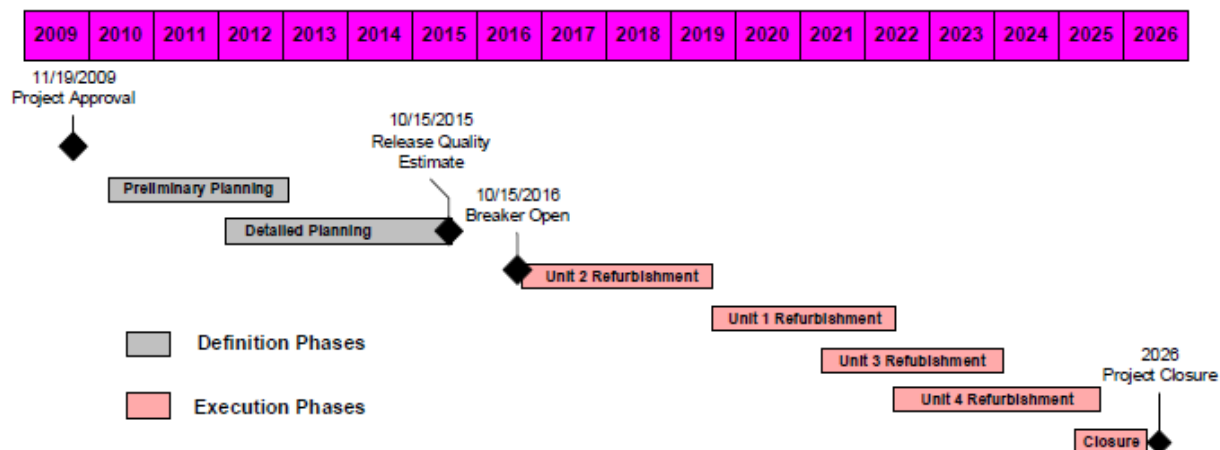 2009 2010 2011 2012 2013 2014 2015 2016 2017 2018 2019 2020 2021 2022 2023 2024 2025 2026
11/19/2009
Project Approval
10/15/2015
Release Quality
Estimate
Preliminary Planning
10/15/2016
Breaker Open
Detailed Planning
Unit 2 Refurbishment
Unit 1 Refurbishment
Definition Phases
Unit 3 Refublishment
2026
Project Closure
Unit 4 Refurbishment
Execution Phases
Closure